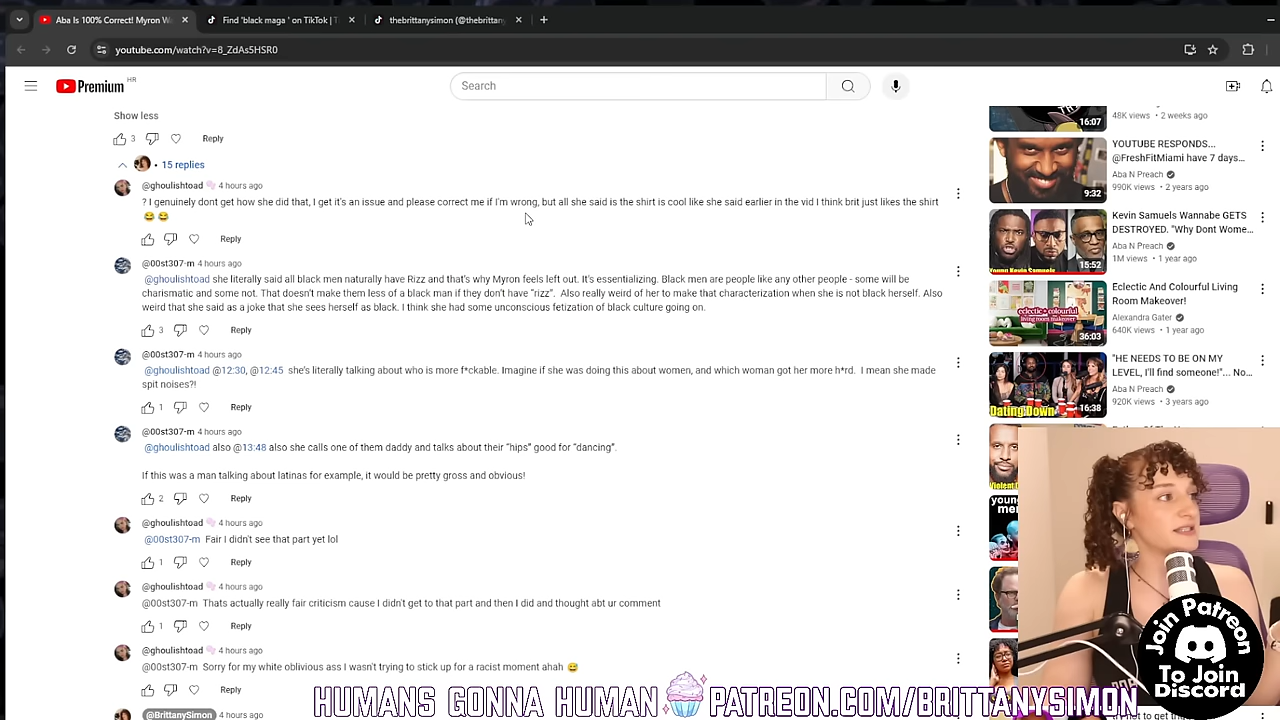 Aba Is 100% Correct! Myron W
Find 'black maga ' on TikTok | T
thebrittanysimon (@thebrittany
youtube.com/watch?v=8_ZdAs5HSR0
Premium HR
Search
Show less
3 Reply
15 replies
@ghoulishtoad 4 hours ago
? I genuinely dont get how she did that, I get it's an issue and please correct me if I'm wrong, but all she said is the shirt is cool like she said earlier in the vid I think brit just likes the shirt
😂😂
Reply
@00st307-m 4 hours ago
@ghoulishtoad she literally said all black men naturally have Rizz and that's why Myron feels left out. It's essentializing. Black men are people like any other people - some will be
charismatic and some not. That doesn't make them less of a black man if they don't have "rizz". Also really weird of her to make that characterization when she is not black herself. Also
weird that she said as a joke that she sees herself as black. I think she had some unconscious fetization of black culture going on.
3 Reply
@00st307-m 4 hours ago
@ghoulishtoad @12:30, @12:45 she's literally talking about who is more f*ckable. Imagine if she was doing this about women, and which woman got her more h*rd. I mean she made
spit noises?!
1 Reply
@00st307-m 4 hours ago
@ghoulishtoad also @13:48 also she calls one of them daddy and talks about their "hips" good for "dancing".
If this was a man talking about latinas for example, it would be pretty gross and obvious!
2 Reply
@ghoulishtoad 4 hours ago
@00st307-m Fair I didn't see that part yet lol
1 Reply
@ghoulishtoad 4 hours ago
@00st307-m Thats actually really fair criticism cause I didn't get to that part and then I did and thought abt ur comment
1 Reply
@ghoulishtoad 4 hours ago
@00st307-m Sorry for my white oblivious ass I wasn't trying to stick up for a racist moment ahah 😅
Reply
@BrittanySimon 4 hours ago
16:07
48K views • 2 weeks ago
9:32
YOUTUBE RESPONDS...
@FreshFitMiami have 7 days...
Aba N Preach
990K views • 2 years ago
Young Kevin Samuels
15:52
Kevin Samuels Wannabe GETS
DESTROYED. "Why Dont Wome...
Aba N Preach
1M views • 1 year ago
eclectic + colourful
living room makeover
36:03
Eclectic And Colourful Living
Room Makeover!
Alexandra Gater
640K views • 1 year ago
Dating Down
16:38
"HE NEEDS TO BE ON MY
LEVEL, I'll find someone!"... No...
Aba N Preach
920K views • 3 years ago
Join Patreon
To Join
Discord
HUMANS GONNA HUMAN PATREON.COM/BRITTANYSIMON